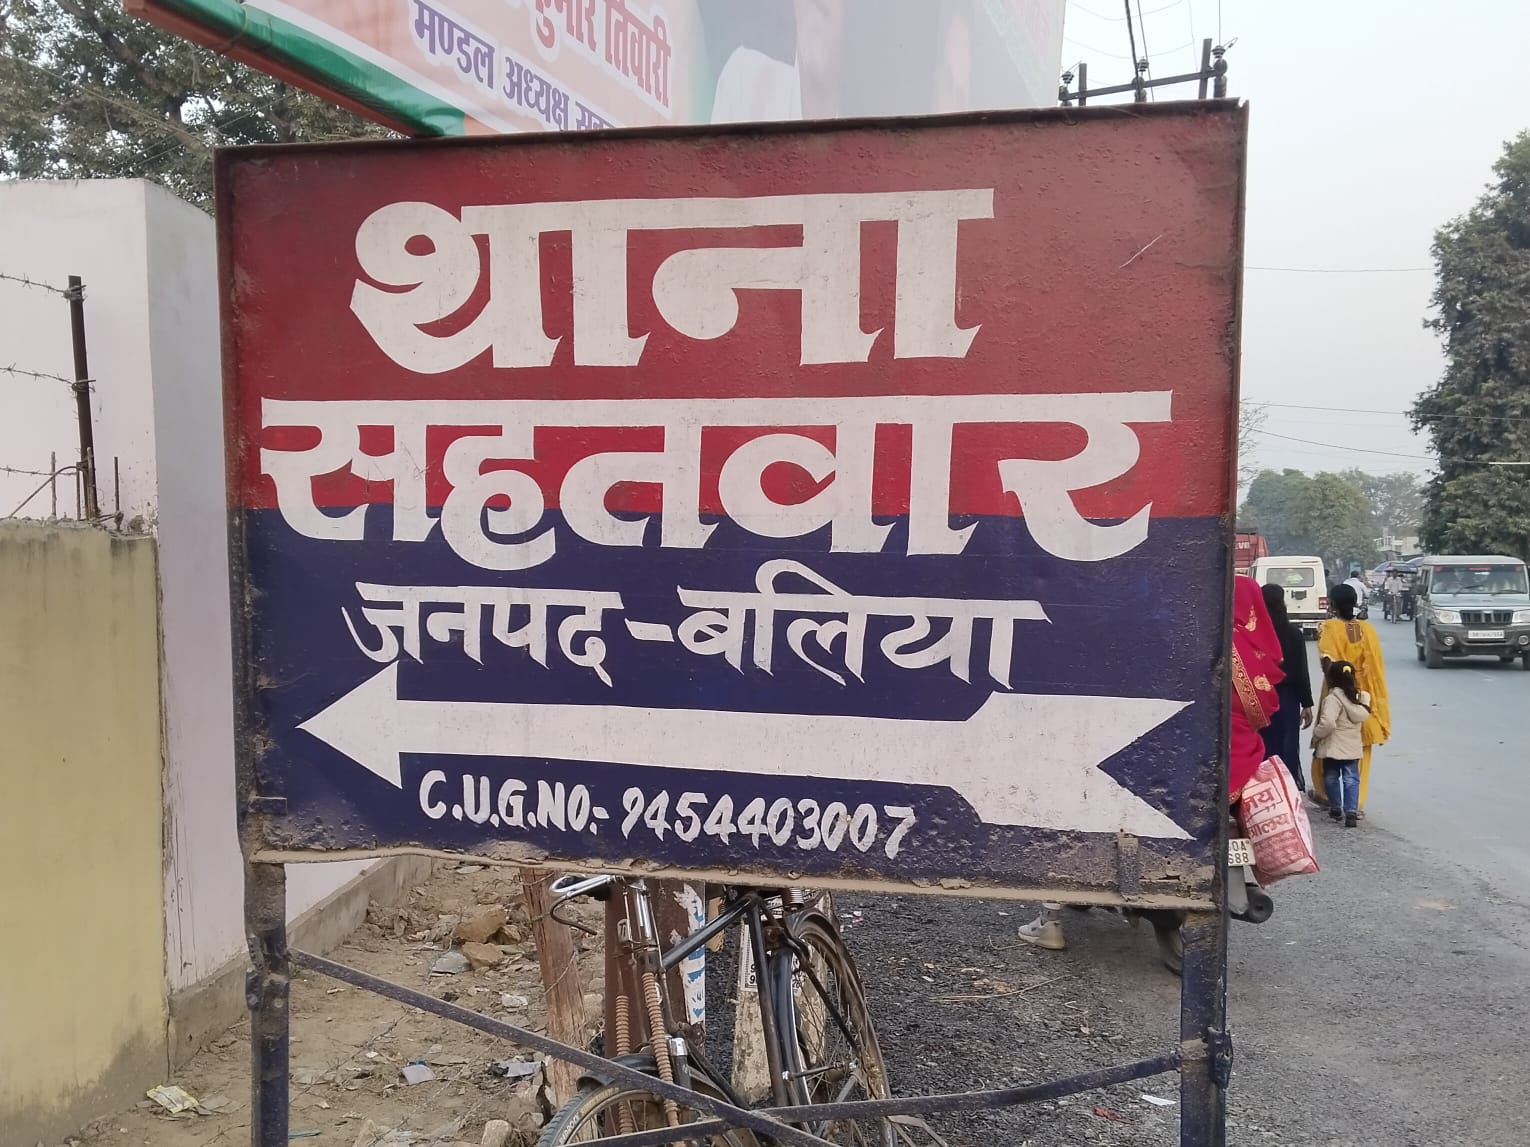 कुमार तिवारी
मण्डल अध्यक्ष
थाना
सहतवार
जनपद-बलिया
C.U.G.NO:- 9454403007